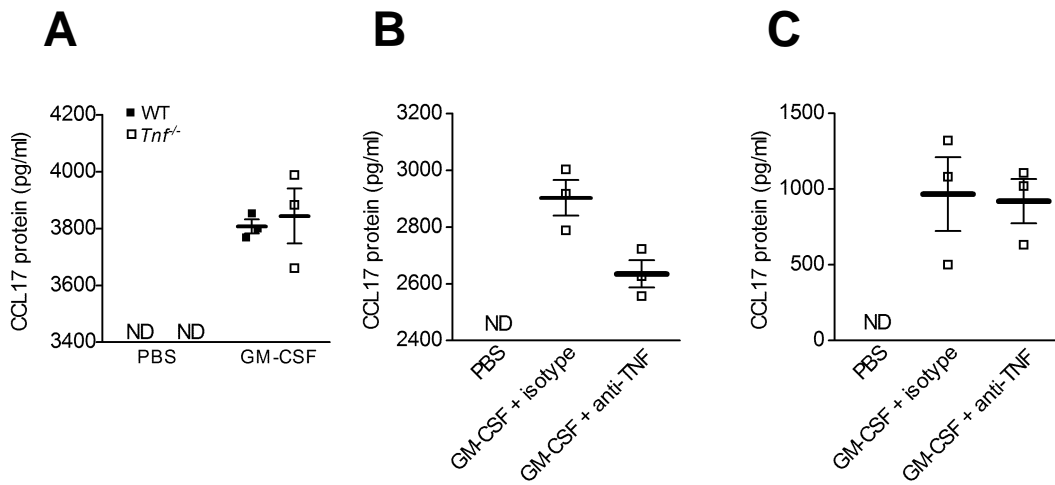 A
CCL17 protein (pg/ml)
4200
4000
3800
3600
3400
WT
Tnf-/-
ND ND
PBS GM-CSF
B
CCL17 protein (pg/ml)
3200
3000
2800
2600
2400
ND
PBS
GM-CSF + isotype
GM-CSF + anti-TNF
C
CCL17 protein (pg/ml)
1500
1000
500
0
ND
PBS
GM-CSF + isotype
GM-CSF + anti-TNF